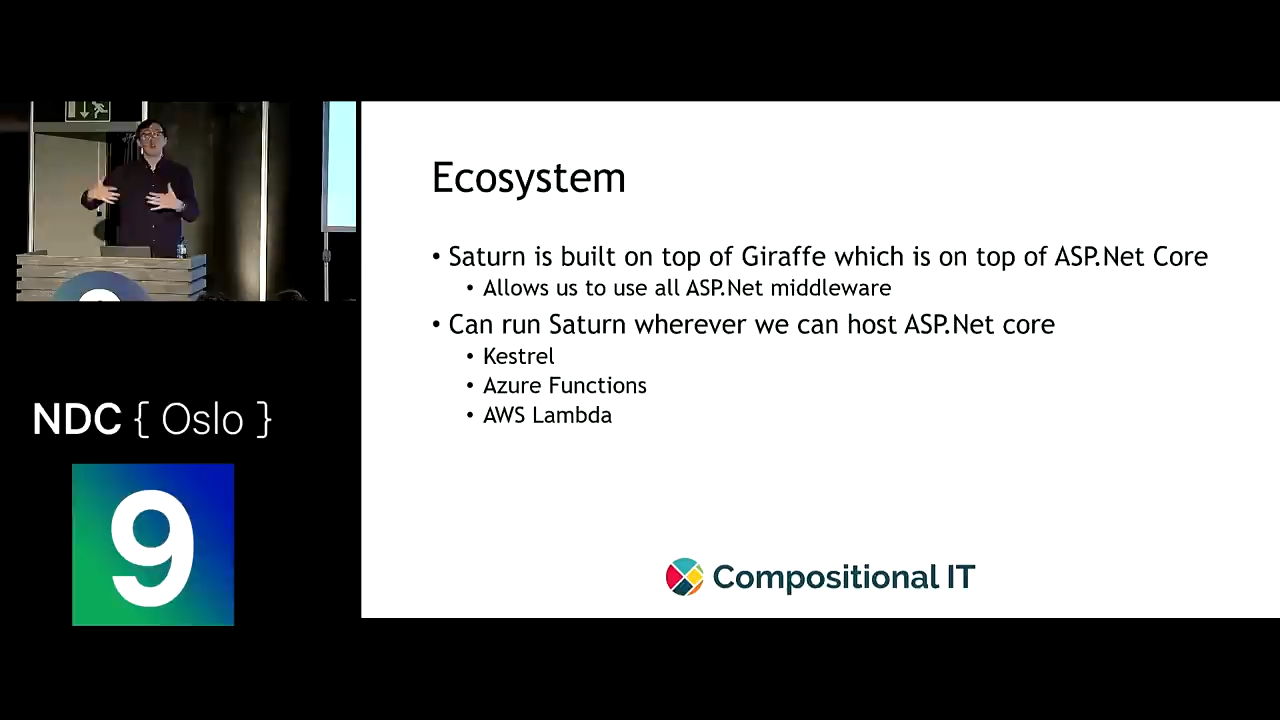 Ecosystem
• Saturn is built on top of Giraffe which is on top of ASP.Net Core
• Allows us to use all ASP.Net middleware
• Can run Saturn wherever we can host ASP.Net core
• Kestrel
• Azure Functions
• AWS Lambda
Compositional IT
NDC { Oslo }
9